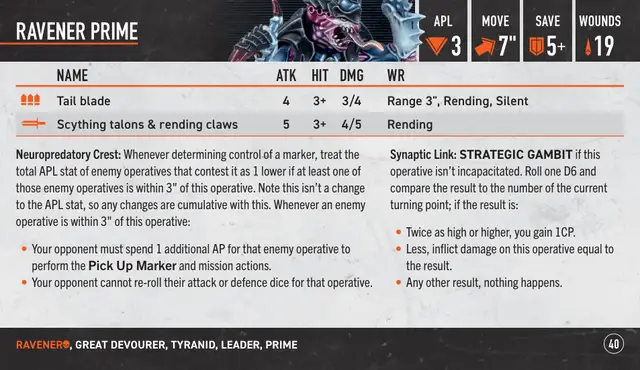 RAVENER PRIME
APL MOVE SAVE WOUNDS
3 7" 5+ 19
NAME ATK HIT DMG WR
Tail blade 4 3+ 3/4 Range 3", Rending, Silent
Scything talons & rending claws 5 3+ 4/5 Rending
Neuropredatory Crest: Whenever determining control of a marker, treat the
total APL stat of enemy operatives that contest it as 1 lower if at least one of
those enemy operatives is within 3" of this operative. Note this isn't a change
to the APL stat, so any changes are cumulative with this. Whenever an enemy
operative is within 3" of this operative:
• Your opponent must spend 1 additional AP for that enemy operative to
perform the Pick Up Marker and mission actions.
• Your opponent cannot re-roll their attack or defence dice for that operative.
Synaptic Link: STRATEGIC GAMBIT if this
operative isn't incapacitated. Roll one D6 and
compare the result to the number of the current
turning point; if the result is:
• Twice as high or higher, you gain 1CP.
• Less, inflict damage on this operative equal to
the result.
• Any other result, nothing happens.
RAVENER, GREAT DEVOURER, TYRANID, LEADER, PRIME
40